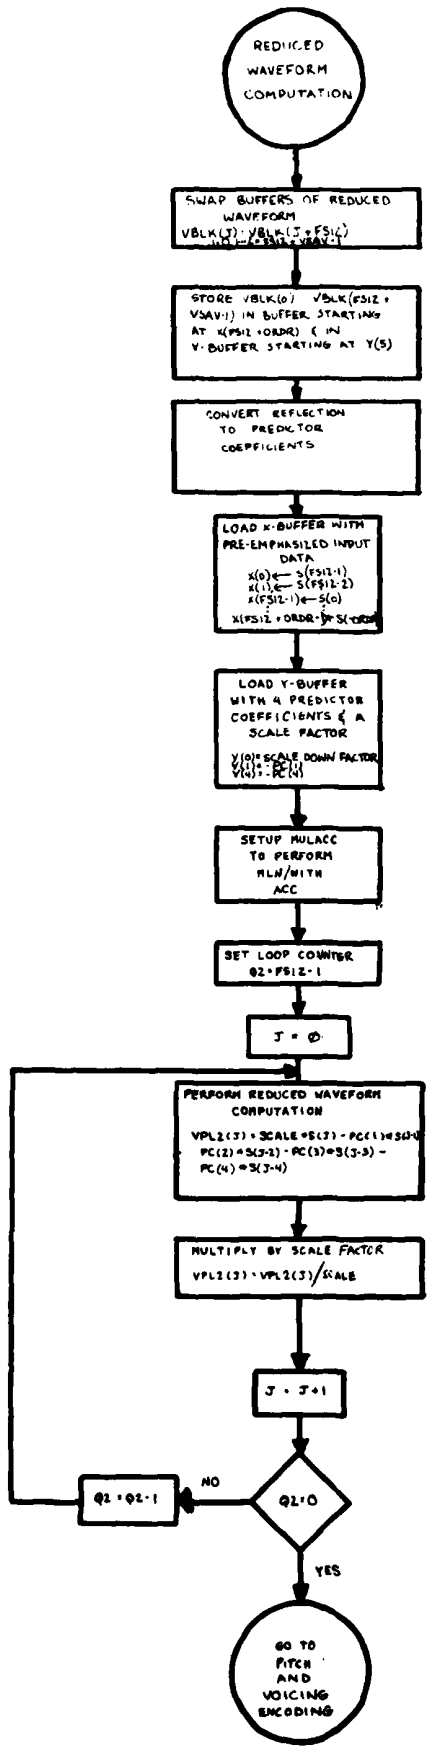 REDUCED
WAVEFORM
COMPUTATION
SWAP BUFFERS OF REDUCED
WAVEFORM
VBLK(J) = VBLK(J+FSIZ)
STORE VBLK(0) VBLK(FSIZ +
VSAV-1) IN BUFFER STARTING
AT X(FSIZ + ORDR) & IN
Y-BUFFER STARTING AT Y(5)
CONVERT REFLECTION
TO PREDICTOR
COEFFICIENTS
LOAD X-BUFFER WITH
PRE-EMPHASIZED INPUT
DATA
X(0) ← S(FSIZ-1)
X(1) ← S(FSIZ-2)
X(FSIZ-1) ← S(0)
X(FSIZ + ORDR-1) S(-ORDR)
LOAD Y-BUFFER
WITH 4 PREDICTOR
COEFFICIENTS & A
SCALE FACTOR
Y(0) = SCALE DOWN FACTOR
Y(1) = -PC(1)
Y(4) = -PC(4)
SETUP MULACC
TO PERFORM
MLN/WITH
ACC
SET LOOP COUNTER
Q2=FSIZ-1
J = 0
PERFORM REDUCED WAVEFORM
COMPUTATION
VPL2(J) = SCALE*S(J) - PC(1)*S(J-1)
PC(2)*S(J-2) - PC(3)*S(J-3) -
PC(4)*S(J-4)
MULTIPLY BY SCALE FACTOR
VPL2(J) = VPL2(J)/SCALE
J = J+1
Q2=0
NO
Q2=Q2-1
YES
GO TO
PITCH
AND
VOICING
ENCODING